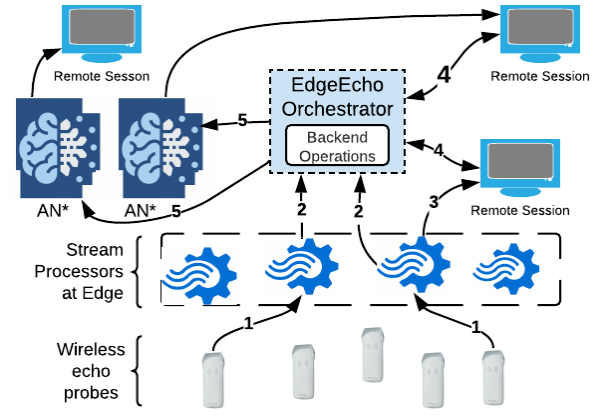 Remote Sesson
Remote Session
EdgeEcho
Orchestrator
Backend
Operations
4
5
4
AN*
AN*
5
Remote Session
2
2
3
Stream
Processors
at Edge
1
1
Wireless
echo
probes